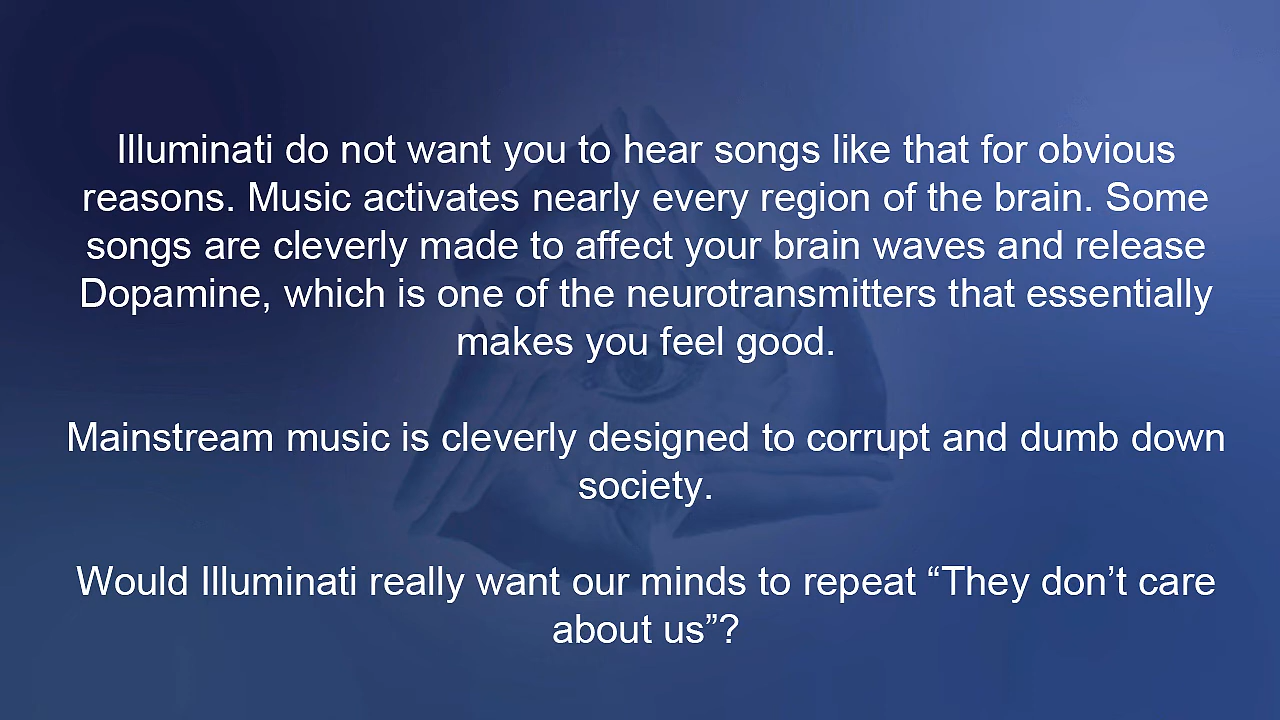 Illuminati do not want you to hear songs like that for obvious
reasons. Music activates nearly every region of the brain. Some
songs are cleverly made to affect your brain waves and release
Dopamine, which is one of the neurotransmitters that essentially
makes you feel good.
Mainstream music is cleverly designed to corrupt and dumb down
society.
Would Illuminati really want our minds to repeat “They don’t care
about us”?